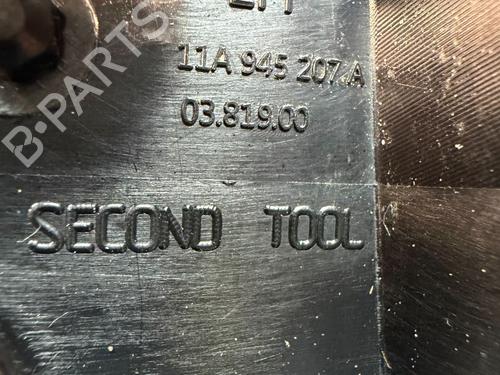 11A 945 207.A
03.819.00
SECOND TOOL
B-PARTS